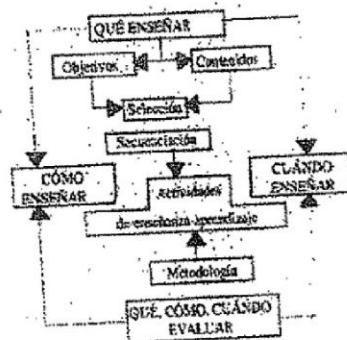 QUÉ ENSEÑAR
Objetivos
Contenidos
Selección
Secuenciación
CÓMO
ENSEÑAR
Actividades
CUÁNDO
ENSEÑAR
de enseñanza-aprendizaje
Metodología
QUÉ, CÓMO, CUÁNDO
EVALUAR